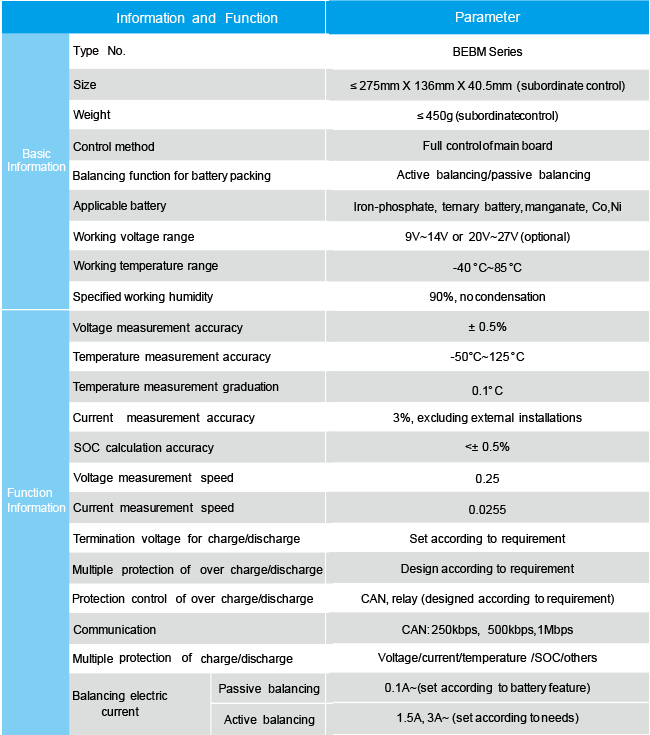 Information and Function Parameter
Type No. BEBM Series
Size ≤ 275mm X 136mm X 40.5mm (subordinate control)
Weight ≤ 450g (subordinatecontrol)
Control method Full control of main board
Basic
Information
Balancing function for battery packing Active balancing/passive balancing
Applicable battery Iron-phosphate, ternary battery, manganate, Co,Ni
Working voltage range 9V~14V or 20V~27V (optional)
Working temperature range -40 °C~85 °C
Specified working humidity 90%, no condensation
Voltage measurement accuracy ± 0.5%
Temperature measurement accuracy -50°C~125°C
Temperature measurement graduation 0.1°C
Current measurement accuracy 3%, excluding external installations
SOC calculation accuracy <± 0.5%
Voltage measurement speed 0.25
Function
Information
Current measurement speed 0.0255
Termination voltage for charge/discharge Set according to requirement
Multiple protection of over charge/discharge Design according to requirement
Protection control of over charge/discharge CAN, relay (designed according to requirement)
Communication CAN: 250kbps, 500kbps,1Mbps
Multiple protection of charge/discharge Voltage/current/temperature /SOC/others
Balancing electric
current
Passive balancing 0.1A~(set according to battery feature)
Active balancing 1.5A, 3A~ (set according to needs)